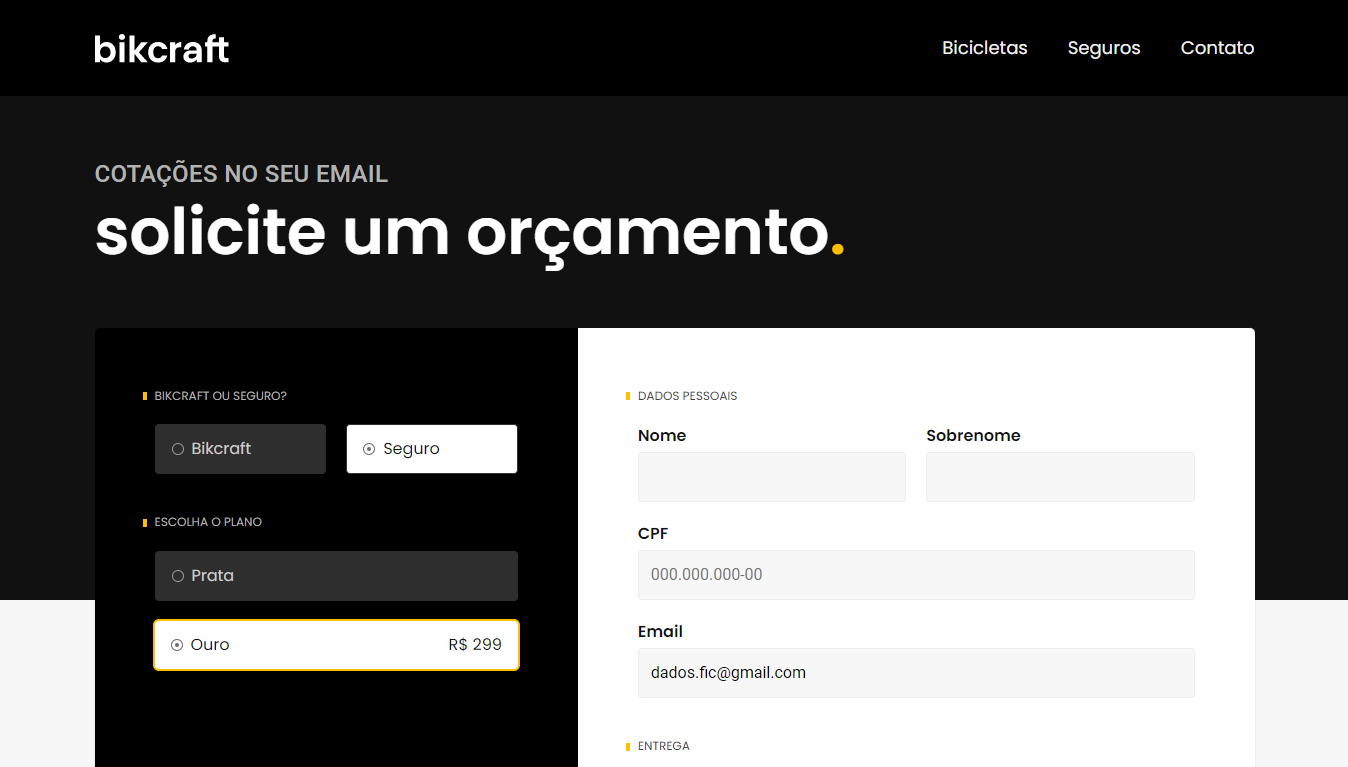 bikcraft
Bicicletas Seguros Contato
COTAÇÕES NO SEU EMAIL
solicite um orçamento.
BIKCRAFT OU SEGURO?
Bikcraft Seguro
ESCOLHA O PLANO
Prata
Ouro R$ 299
DADOS PESSOAIS
Nome Sobrenome
CPF
000.000.000-00
Email
dados.fic@gmail.com
ENTREGA